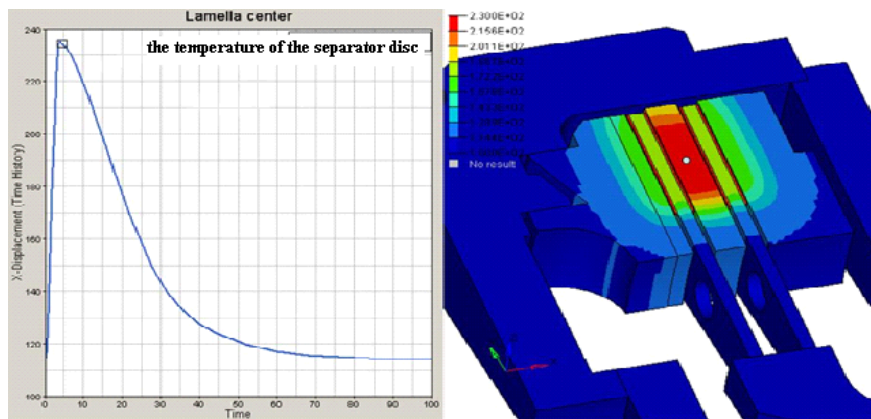 Lamella center
the temperature of the separator disc
240
220
200
180
160
140
120
100
X-Displacement (Time History)
0 10 20 30 40 50 60 70 80 90 100
Time
2.300E+02
2.156E+02
2.011E+02
No result